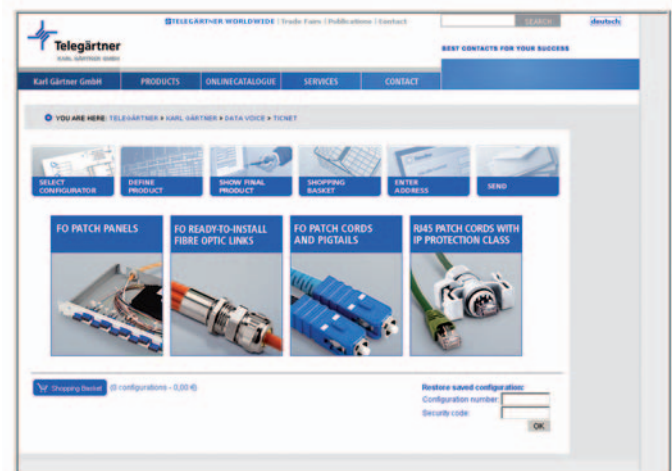 TELEGÄRTNER WORLDWIDE | Trade Fairs | Publications | Contact
SEARCH
deutsch
Telegärtner
KARL GÄRTNER GMBH
BEST CONTACTS FOR YOUR SUCCESS
Karl Gärtner GmbH PRODUCTS ONLINECATALOGUE SERVICES CONTACT
YOU ARE HERE: TELEGÄRTNER KARL GÄRTNER DATA VOICE TICNET
SELECT
CONFIGURATOR
DEFINE
PRODUCT
SHOW FINAL
PRODUCT
SHOPPING
BASKET
ENTER
ADDRESS
SEND
FO PATCH PANELS
FO READY-TO-INSTALL
FIBRE OPTIC LINKS
FO PATCH CORDS
AND PIGTAILS
RJ45 PATCH CORDS WITH
IP PROTECTION CLASS
Shopping Basket (0 configurations - 0,00 €)
Restore saved configuration:
Configuration number:
Security code:
OK